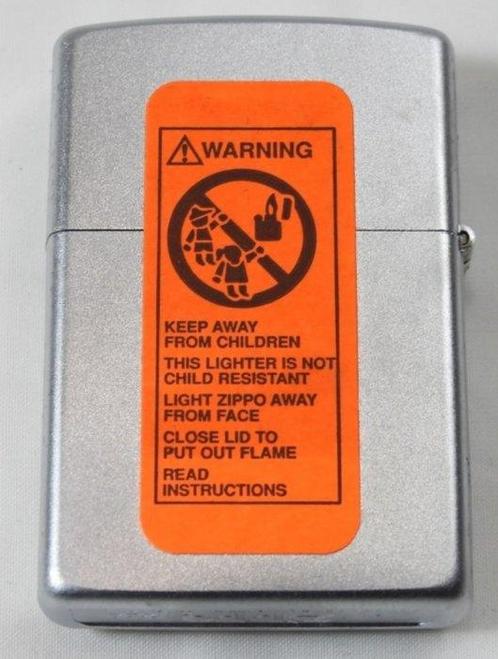 WARNING
KEEP AWAY
FROM CHILDREN
THIS LIGHTER IS NOT
CHILD RESISTANT
LIGHT ZIPPO AWAY
FROM FACE
CLOSE LID TO
PUT OUT FLAME
READ
INSTRUCTIONS